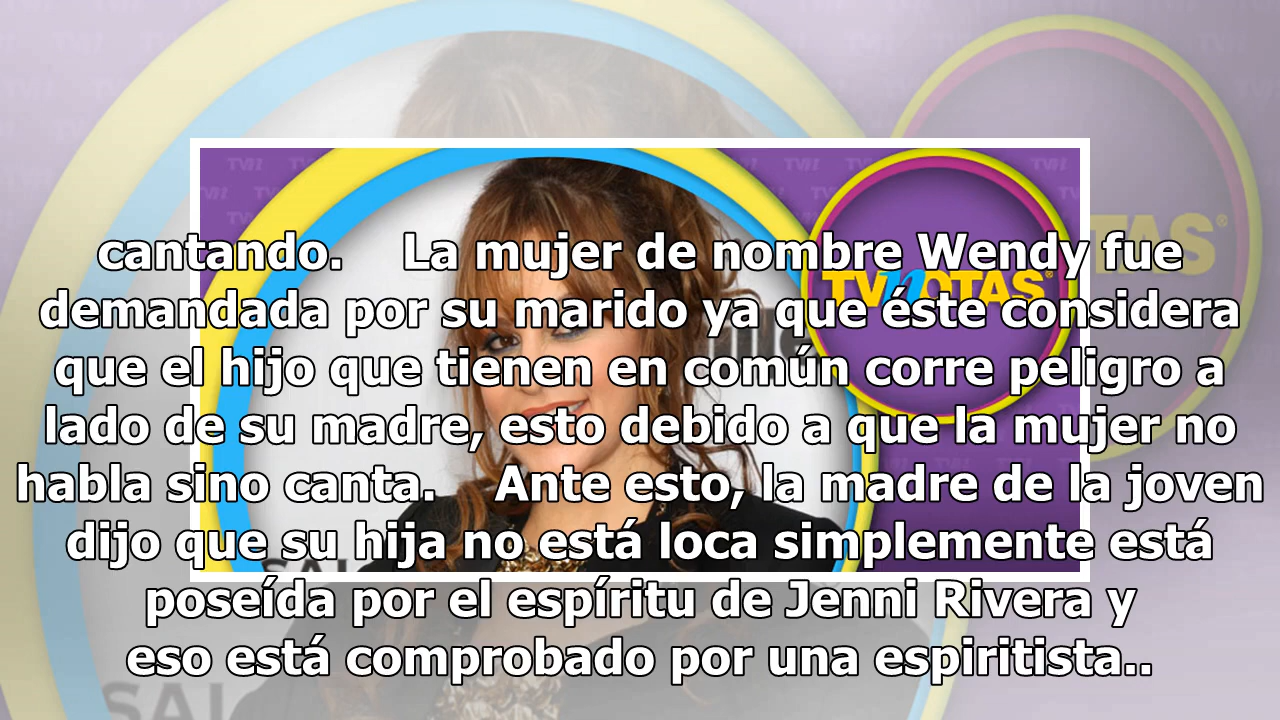 cantando. La mujer de nombre Wendy fue
demandada por su marido ya que éste considera
que el hijo que tienen en común corre peligro a
lado de su madre, esto debido a que la mujer no
habla sino canta. Ante esto, la madre de la joven
dijo que su hija no está loca simplemente está
poseída por el espíritu de Jenni Rivera y
eso está comprobado por una espiritista..
TVNOTAS®
TAS®